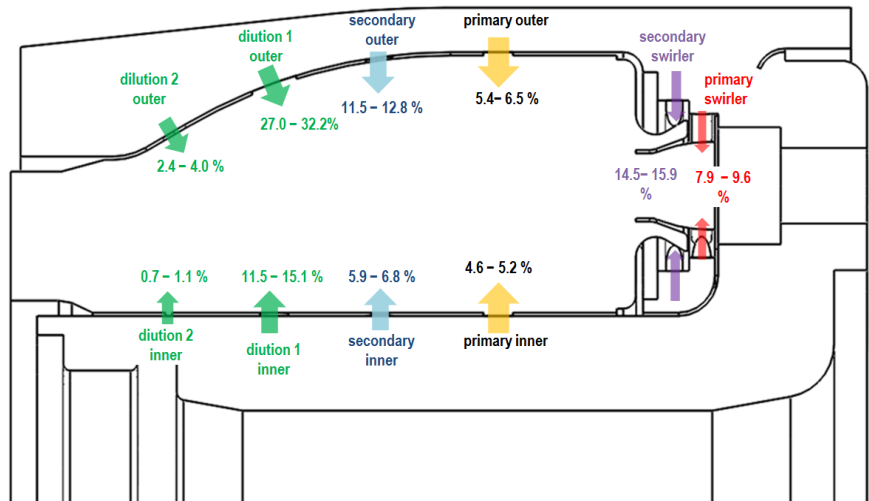 primary outer
secondary
outer
diution 1
outer
dilution 2
outer
secondary
swirler
primary
swirler
5.4– 6.5 %
11.5 – 12.8 %
27.0 – 32.2%
2.4 – 4.0 %
14.5– 15.9
%
7.9 – 9.6
%
0.7 – 1.1 %
11.5 – 15.1 %
5.9 – 6.8 %
4.6 – 5.2 %
diution 2
inner
diution 1
inner
secondary
inner
primary inner